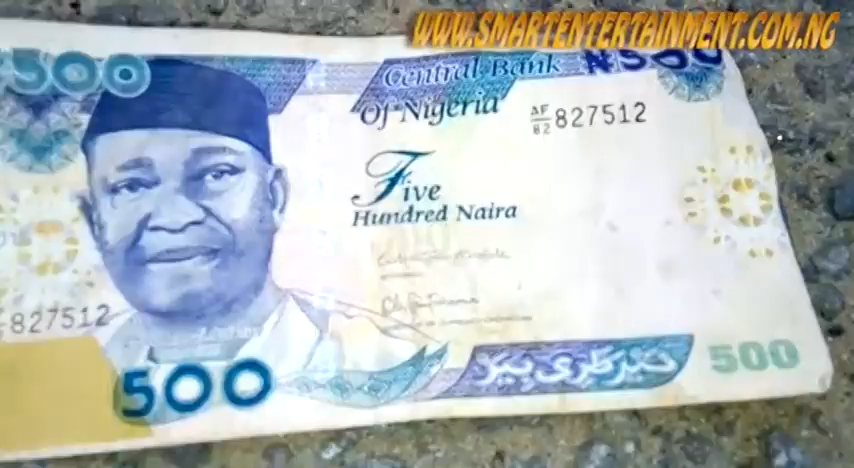 WWW.SMARTENTERTAINMENT.COM.NG
500
Central Bank
₦500
Of Nigeria
AF/82 827512
Five
Hundred Naira
827512
500
نَيْرَ دَرِی بِيَرْ
500